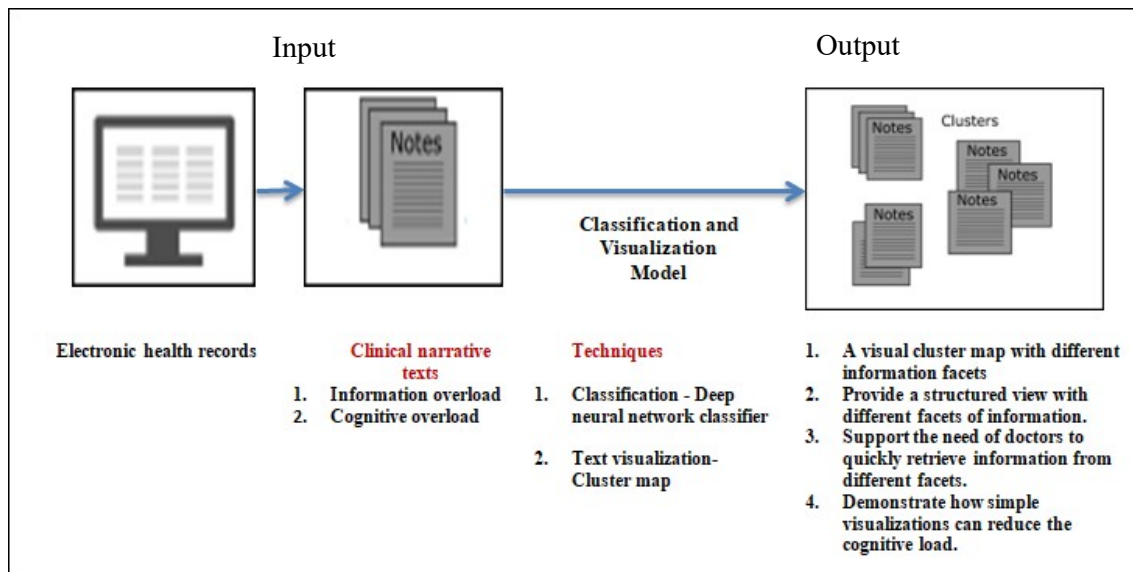 Input
Output
Notes
Notes
Clusters
Notes
Notes
Notes
Notes
Classification and
Visualization
Model
Electronic health records
Clinical narrative
texts
1. Information overload
2. Cognitive overload
Techniques
1. Classification - Deep
neural network classifier
2. Text visualization-
Cluster map
1. A visual cluster map with different
information facets
2. Provide a structured view with
different facets of information.
3. Support the need of doctors to
quickly retrieve information from
different facets.
4. Demonstrate how simple
visualizations can reduce the
cognitive load.